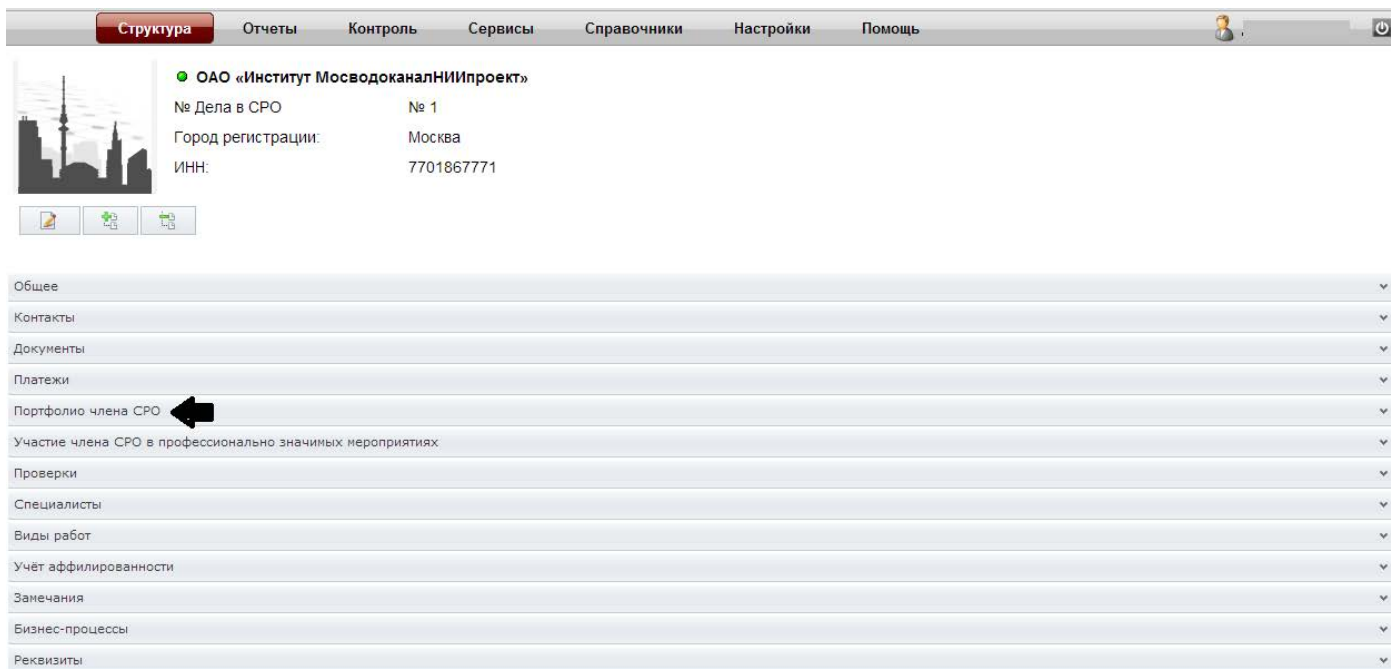 Структура Отчеты Контроль Сервисы Справочники Настройки Помощь
ОАО «Институт МосводоканалНИИпроект»
№ Дела в СРО № 1
Город регистрации: Москва
ИНН: 7701867771
Общее
Контакты
Документы
Платежи
Портфолио члена СРО
Участие члена СРО в профессионально значимых мероприятиях
Проверки
Специалисты
Виды работ
Учёт аффилированности
Замечания
Бизнес-процессы
Реквизиты